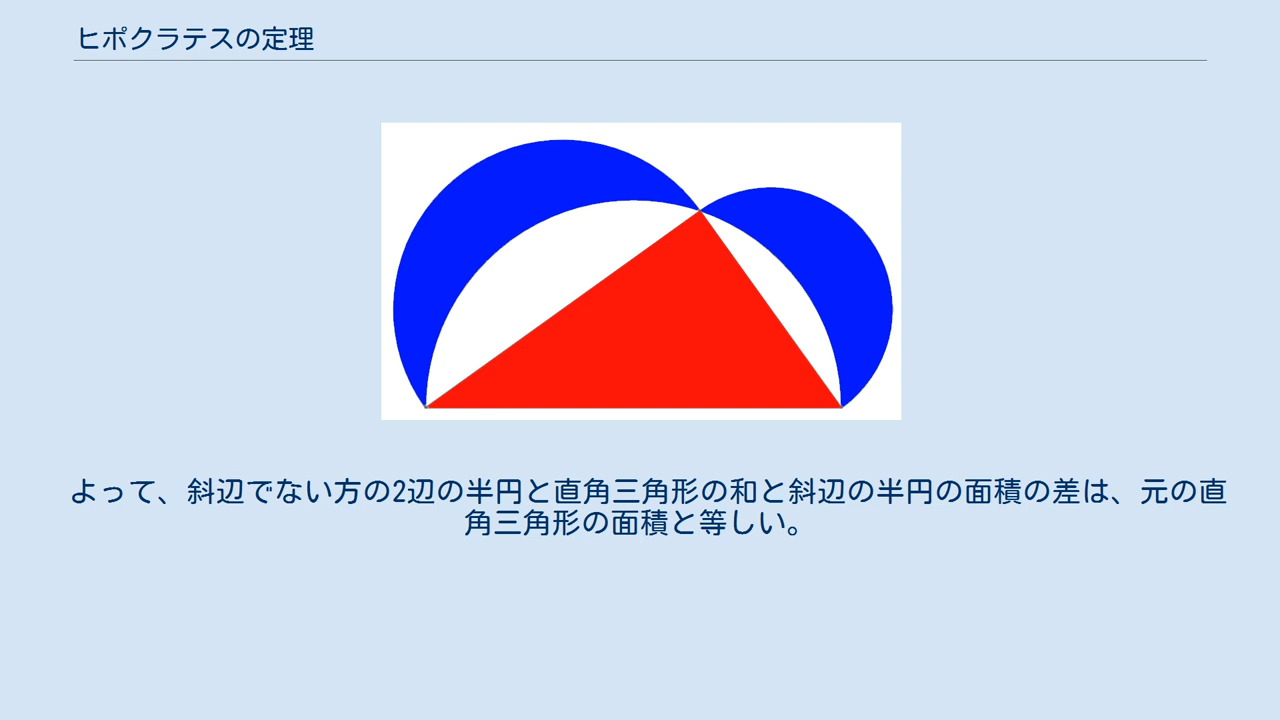 ヒポクラテスの定理
よって、斜辺でない方の2辺の半円と直角三角形の和と斜辺の半円の面積の差は、元の直
角三角形の面積と等しい。